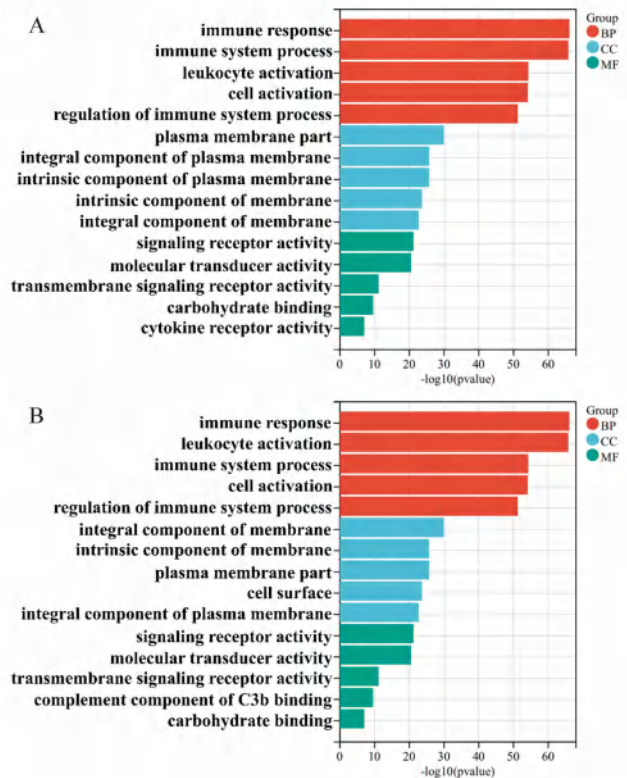 A
immune response
immune system process
leukocyte activation
cell activation
regulation of immune system process
plasma membrane part
integral component of plasma membrane
intrinsic component of plasma membrane
intrinsic component of membrane
integral component of membrane
signaling receptor activity
molecular transducer activity
transmembrane signaling receptor activity
carbohydrate binding
cytokine receptor activity
0 10 20 30 40 50 60
-log10(pvalue)
Group
BP
CC
MF
B
immune response
leukocyte activation
immune system process
cell activation
regulation of immune system process
integral component of membrane
intrinsic component of membrane
plasma membrane part
cell surface
integral component of plasma membrane
signaling receptor activity
molecular transducer activity
transmembrane signaling receptor activity
complement component of C3b binding
carbohydrate binding
0 10 20 30 40 50 60
-log10(pvalue)
Group
BP
CC
MF